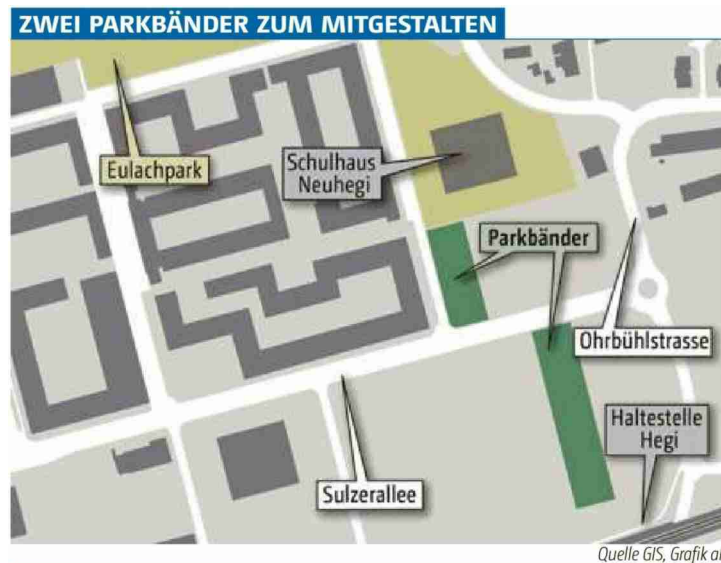 ZWEI PARKBÄNDER ZUM MITGESTALTEN
Eulachpark
Schulhaus
Neuhegi
Parkbänder
Ohrbühlstrasse
Haltestelle
Hegi
Sulzerallee
Quelle GIS, Grafik